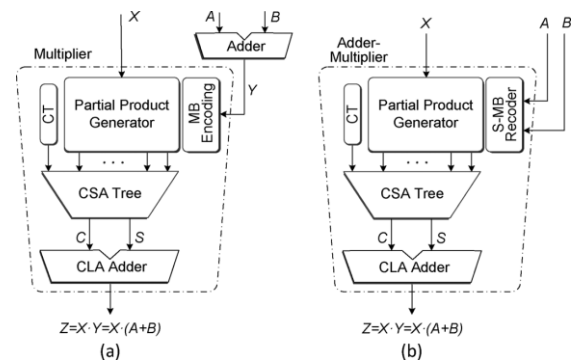 X
A
B
Adder
Multiplier
Y
CT
Partial Product
Generator
MB
Encoding
. . .
CSA Tree
C
S
CLA Adder
Z=X·Y=X·(A+B)
(a)
X
A
B
Adder-
Multiplier
CT
Partial Product
Generator
S-MB
Recoder
. . .
CSA Tree
C
S
CLA Adder
Z=X·Y=X·(A+B)
(b)